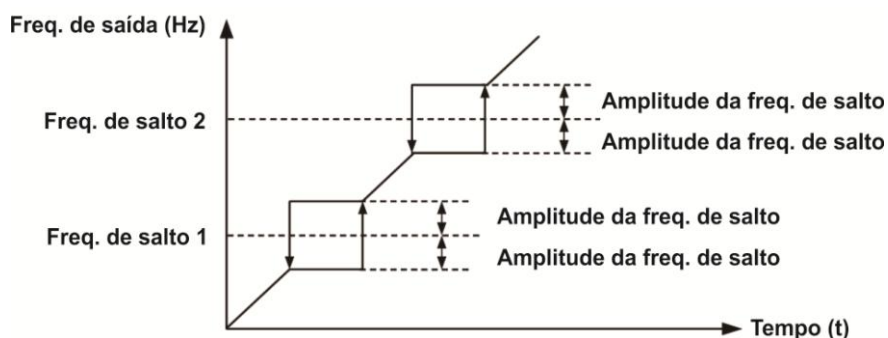 Freq. de saída (Hz)
Freq. de salto 2
Amplitude da freq. de salto
Amplitude da freq. de salto
Freq. de salto 1
Amplitude da freq. de salto
Amplitude da freq. de salto
Tempo (t)